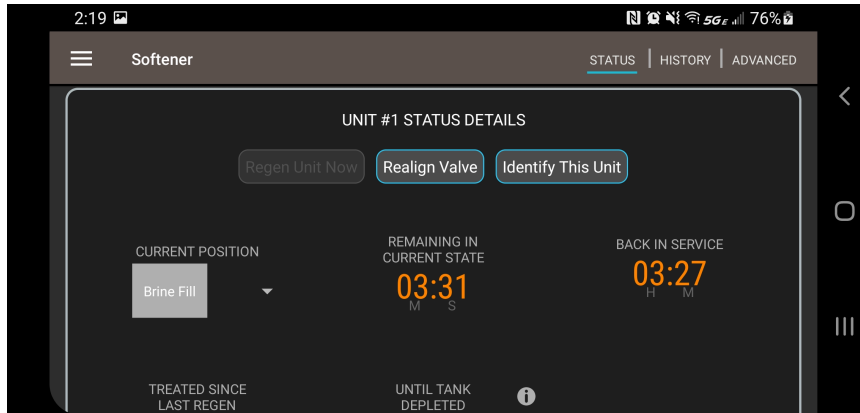 2:19 5GE 76%
Softener STATUS HISTORY ADVANCED
UNIT #1 STATUS DETAILS
Regen Unit Now Realign Valve Identify This Unit
CURRENT POSITION
Brine Fill
REMAINING IN
CURRENT STATE
03:31
M S
BACK IN SERVICE
03:27
H M
TREATED SINCE
LAST REGEN
UNTIL TANK
DEPLETED
i